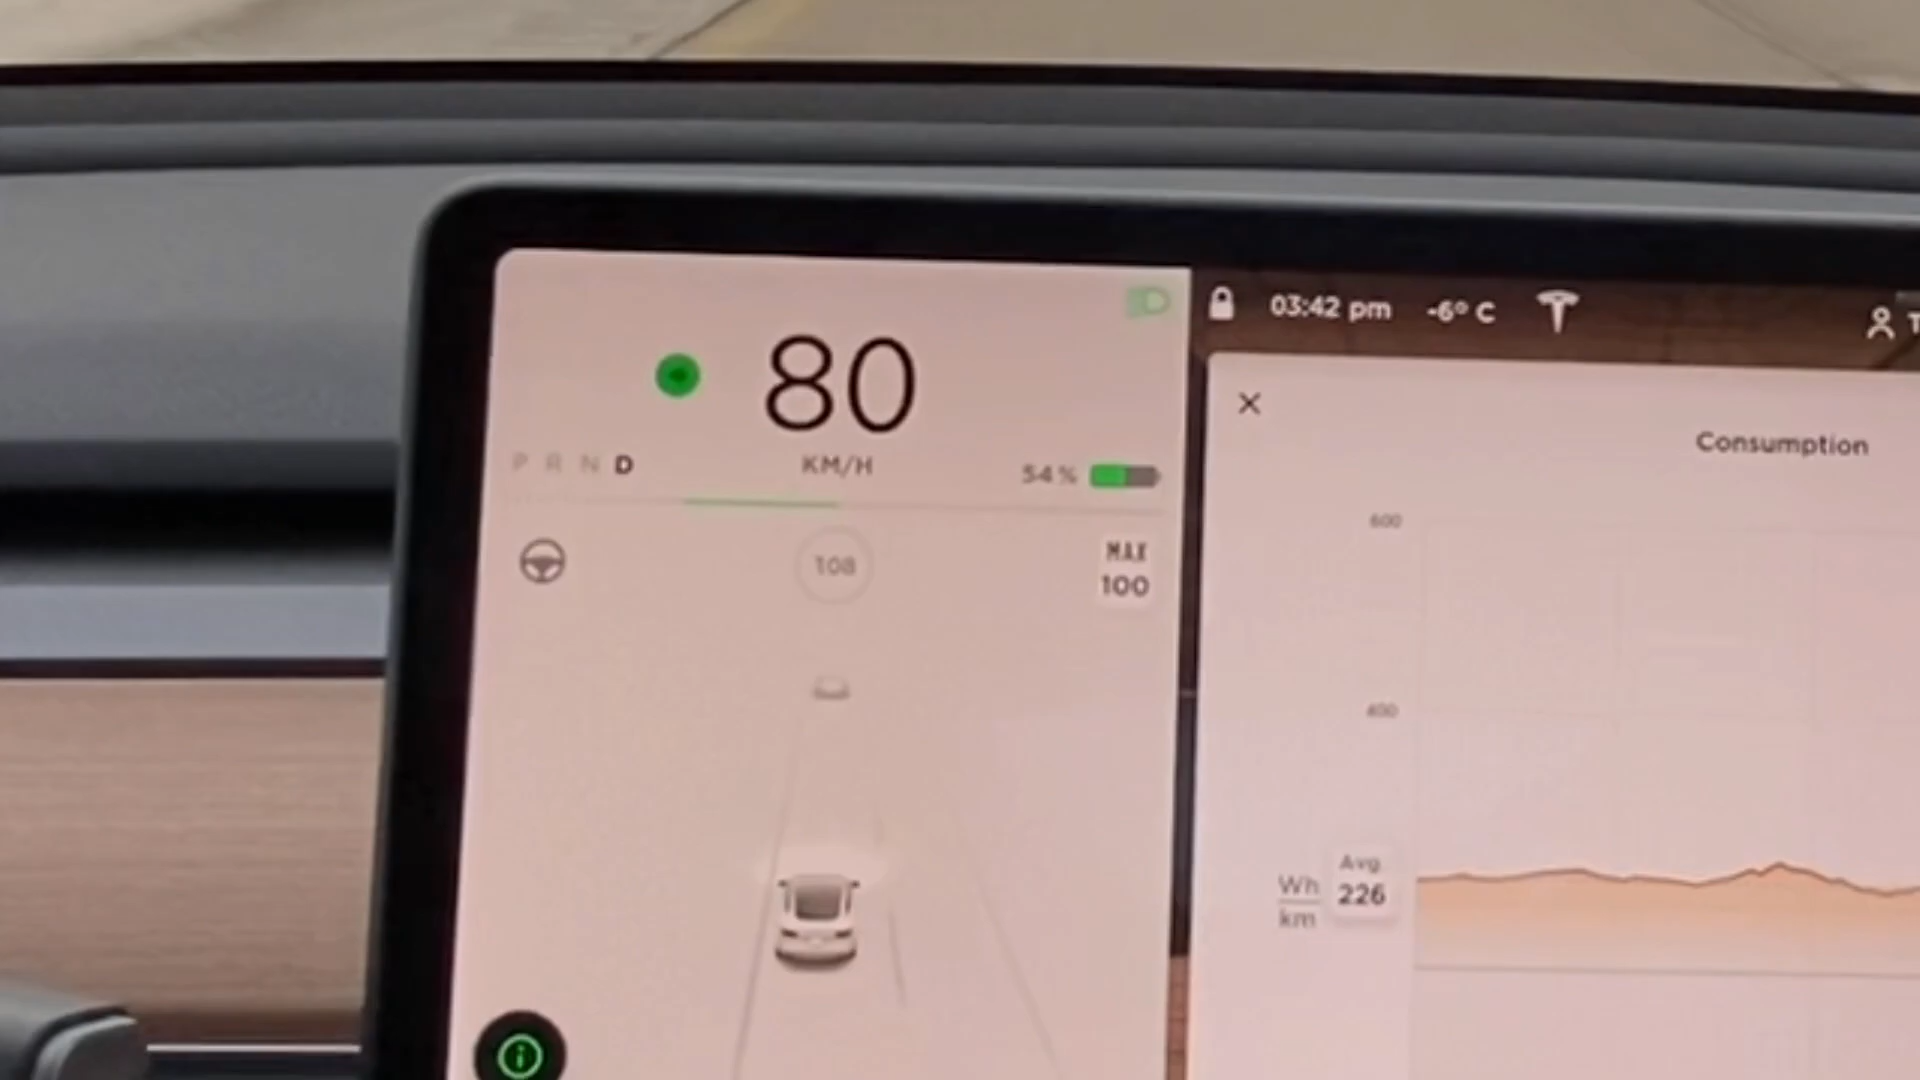 80
KM/H
P R N D
54 %
108
MAX
100
03:42 pm -6° C
Consumption
600
400
Avg
226
Wh
km